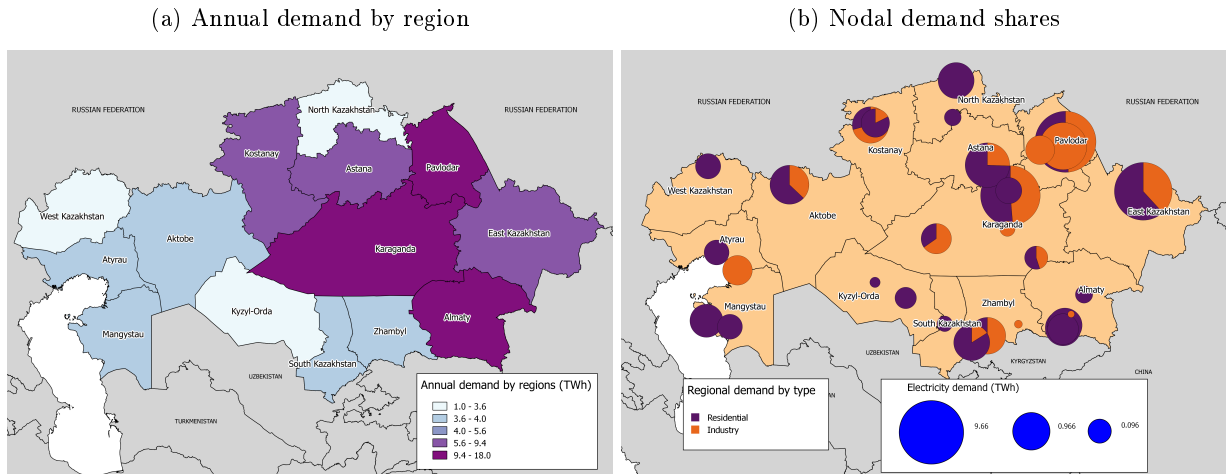 (a) Annual demand by region
(b) Nodal demand shares
RUSSIAN FEDERATION
North Kazakhstan
RUSSIAN FEDERATION
Kostanay
Astana
Pavlodar
West Kazakhstan
East Kazakhstan
Aktobe
Karaganda
Atyrau
Kyzyl-Orda
Almaty
Mangystau
Zhambyl
South Kazakhstan
UZBEKISTAN
TURKMENISTAN
Annual demand by regions (TWh)
1.0 - 3.6
3.6 - 4.0
4.0 - 5.6
5.6 - 9.4
9.4 - 18.0
RUSSIAN FEDERATION
North Kazakhstan
RUSSIAN FEDERATION
Kostanay
Astana
Pavlodar
West Kazakhstan
East Kazakhstan
Aktobe
Karaganda
Atyrau
Almaty
Kyzyl-Orda
Mangystau
Zhambyl
South Kazakhstan
UZBEKISTAN
KYRGYZSTAN
CHINA
Regional demand by type
Residential
Industry
Electricity demand (TWh)
9.66
0.966
0.096